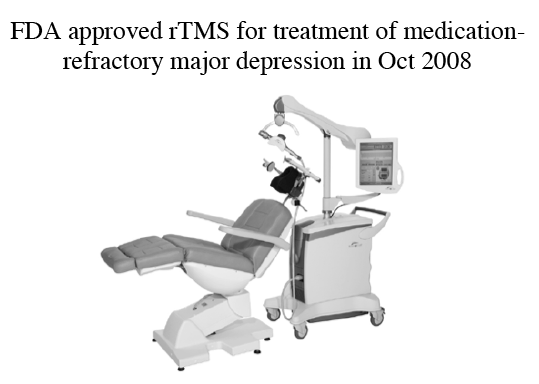 FDA approved rTMS for treatment of medication-
refractory major depression in Oct 2008